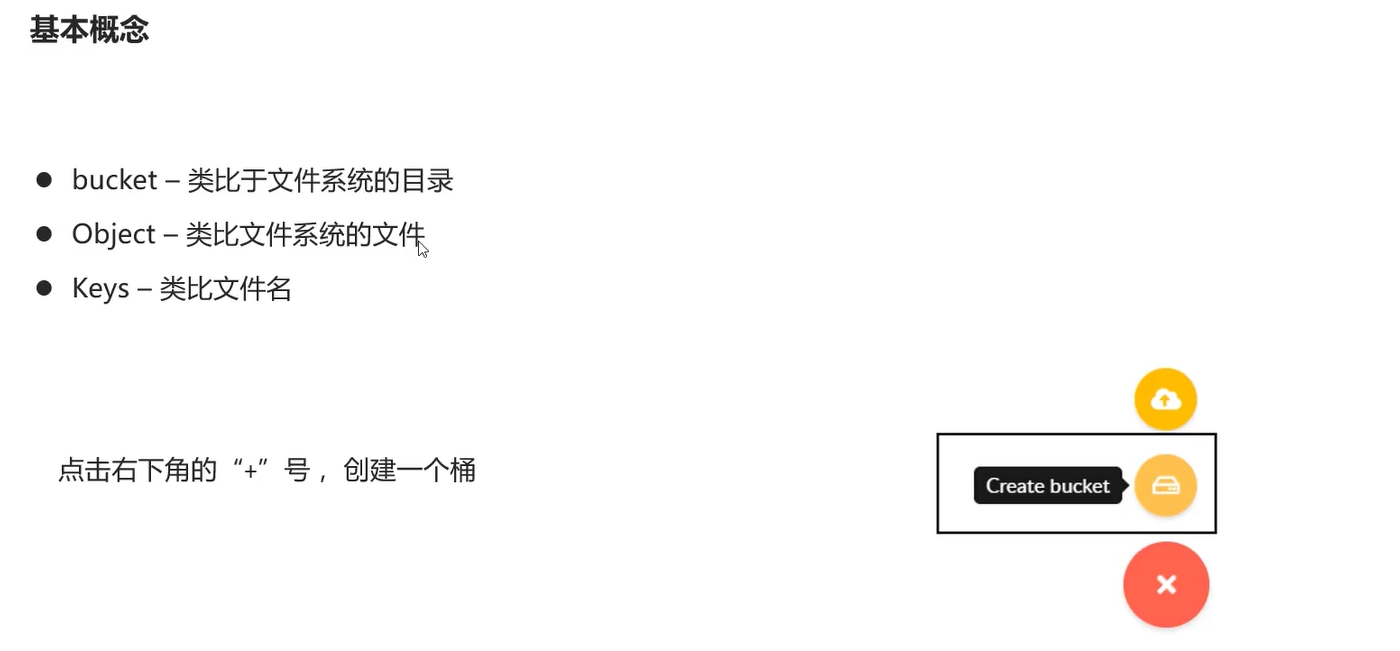 基本概念
bucket – 类比于文件系统的目录
Object – 类比文件系统的文件
Keys – 类比文件名
点击右下角的“+”号，创建一个桶
Create bucket